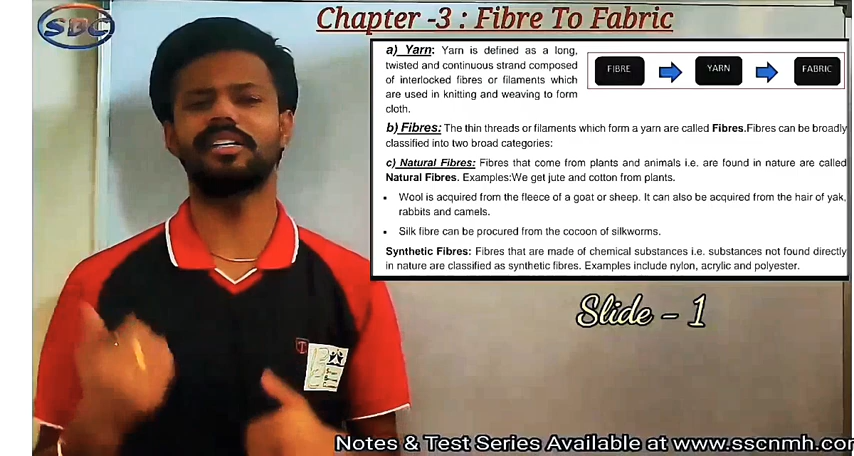 SBC
Chapter -3 : Fibre To Fabric
a) Yarn: Yarn is defined as a long,
twisted and continuous strand composed
of interlocked fibres or filaments which
are used in knitting and weaving to form
cloth.
FIBRE YARN FABRIC
b) Fibres: The thin threads or filaments which form a yarn are called Fibres.Fibres can be broadly
classified into two broad categories:
c) Natural Fibres: Fibres that come from plants and animals i.e. are found in nature are called
Natural Fibres. Examples:We get jute and cotton from plants.
• Wool is acquired from the fleece of a goat or sheep. It can also be acquired from the hair of yak,
rabbits and camels.
• Silk fibre can be procured from the cocoon of silkworms.
Synthetic Fibres: Fibres that are made of chemical substances i.e. substances not found directly
in nature are classified as synthetic fibres. Examples include nylon, acrylic and polyester.
Slide - 1
Notes & Test Series Available at www.sscnmh.com